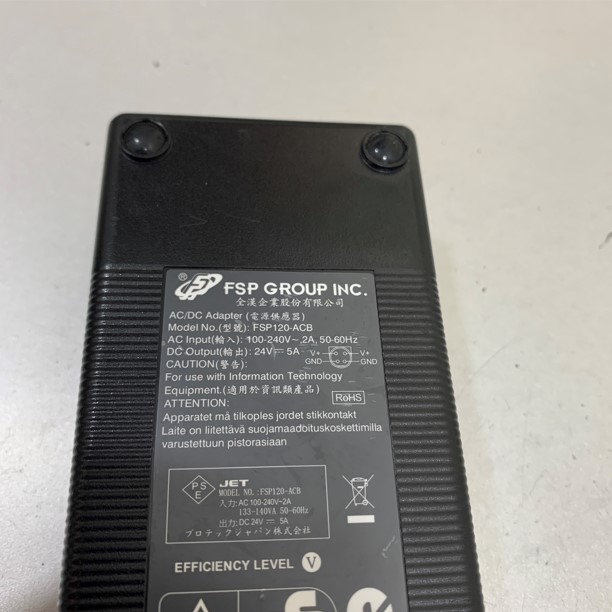 ® FSP GROUP INC.
全漢企業股份有限公司
AC/DC Adapter (電源供應器)
Model No.(型號): FSP120-ACB
AC Input(輸入): 100-240V~,2A, 50-60Hz
DC Output(輸出): 24V⎓5A V+ V+
CAUTION(警告): GND GND
For use with Information Technology
Equipment.(適用於資訊類產品)
RoHS
ATTENTION:
Apparatet må tilkoples jordet stikkontakt
Laite on liitettävä suojamaadoituskoskettimilla
varustettuun pistorasiaan
PS
E
JET
MODEL NO. :FSP120-ACB
入力: AC 100-240V~2A
133-140VA 50-60Hz
出力: DC 24V ⎓ 5A
プロテックジャパン株式会社
EFFICIENCY LEVEL V